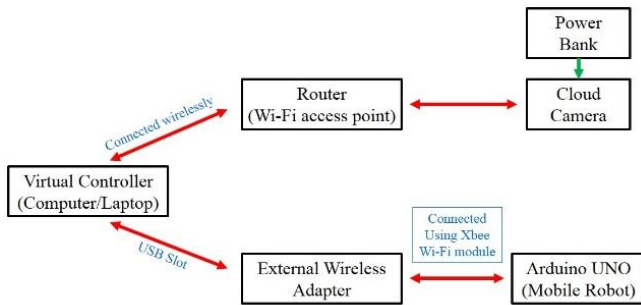 Power
Bank
Connected wirelessly
Router
(Wi-Fi access point)
Cloud
Camera
Virtual Controller
(Computer/Laptop)
USB Slot
Connected
Using Xbee
Wi-Fi module
External Wireless
Adapter
Arduino UNO
(Mobile Robot)